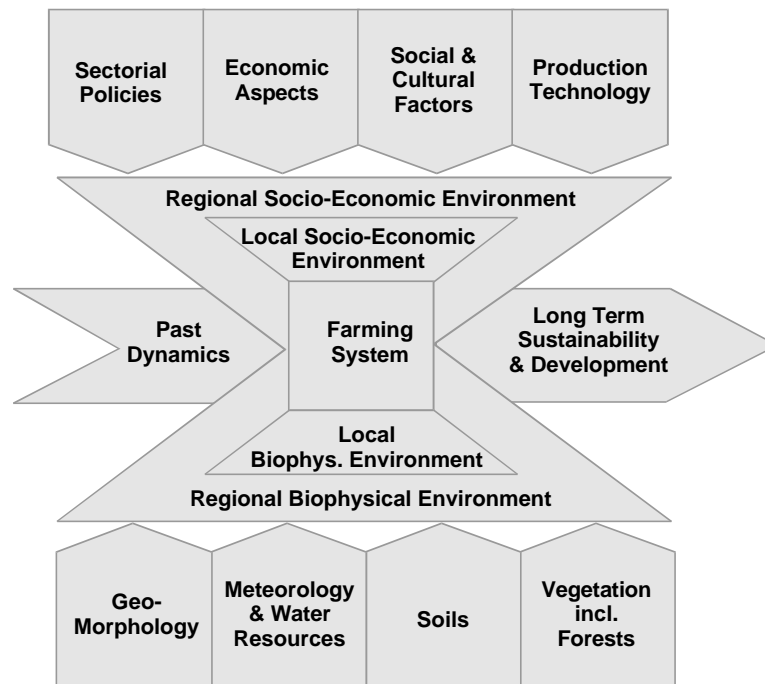 Sectorial
Policies
Economic
Aspects
Social &
Cultural
Factors
Production
Technology
Regional Socio-Economic Environment
Local Socio-Economic
Environment
Past
Dynamics
Farming
System
Long Term
Sustainability
& Development
Local
Biophys. Environment
Regional Biophysical Environment
Geo-
Morphology
Meteorology
& Water
Resources
Soils
Vegetation
incl.
Forests